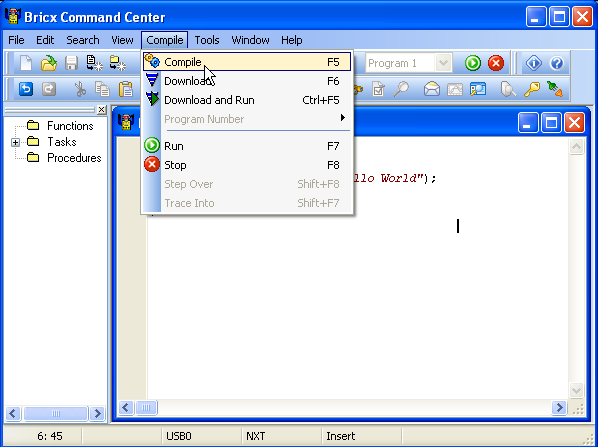 Bricx Command Center
File Edit Search View Compile Tools Window Help
Program 1
Compile F5
Download F6
Download and Run Ctrl+F5
Program Number
Run F7
Stop F8
Step Over Shift+F8
Trace Into Shift+F7
Functions
Tasks
Procedures
llo World");
6: 45 USB0 NXT Insert